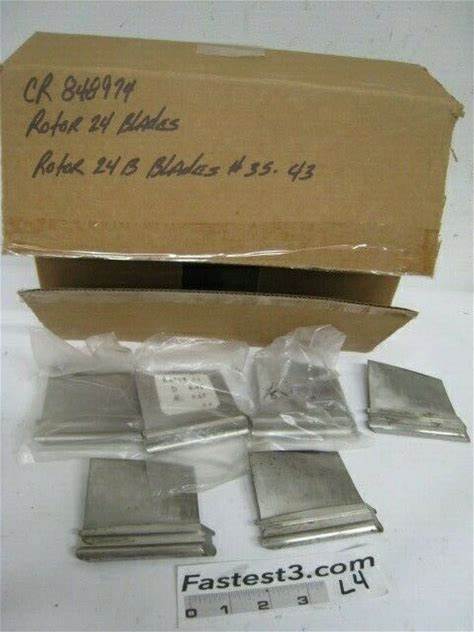 CR 848974
Rotor 24 Blades
Rotor 24 B Blades #35-43
Fastest3.com
0 1 2 3
L4